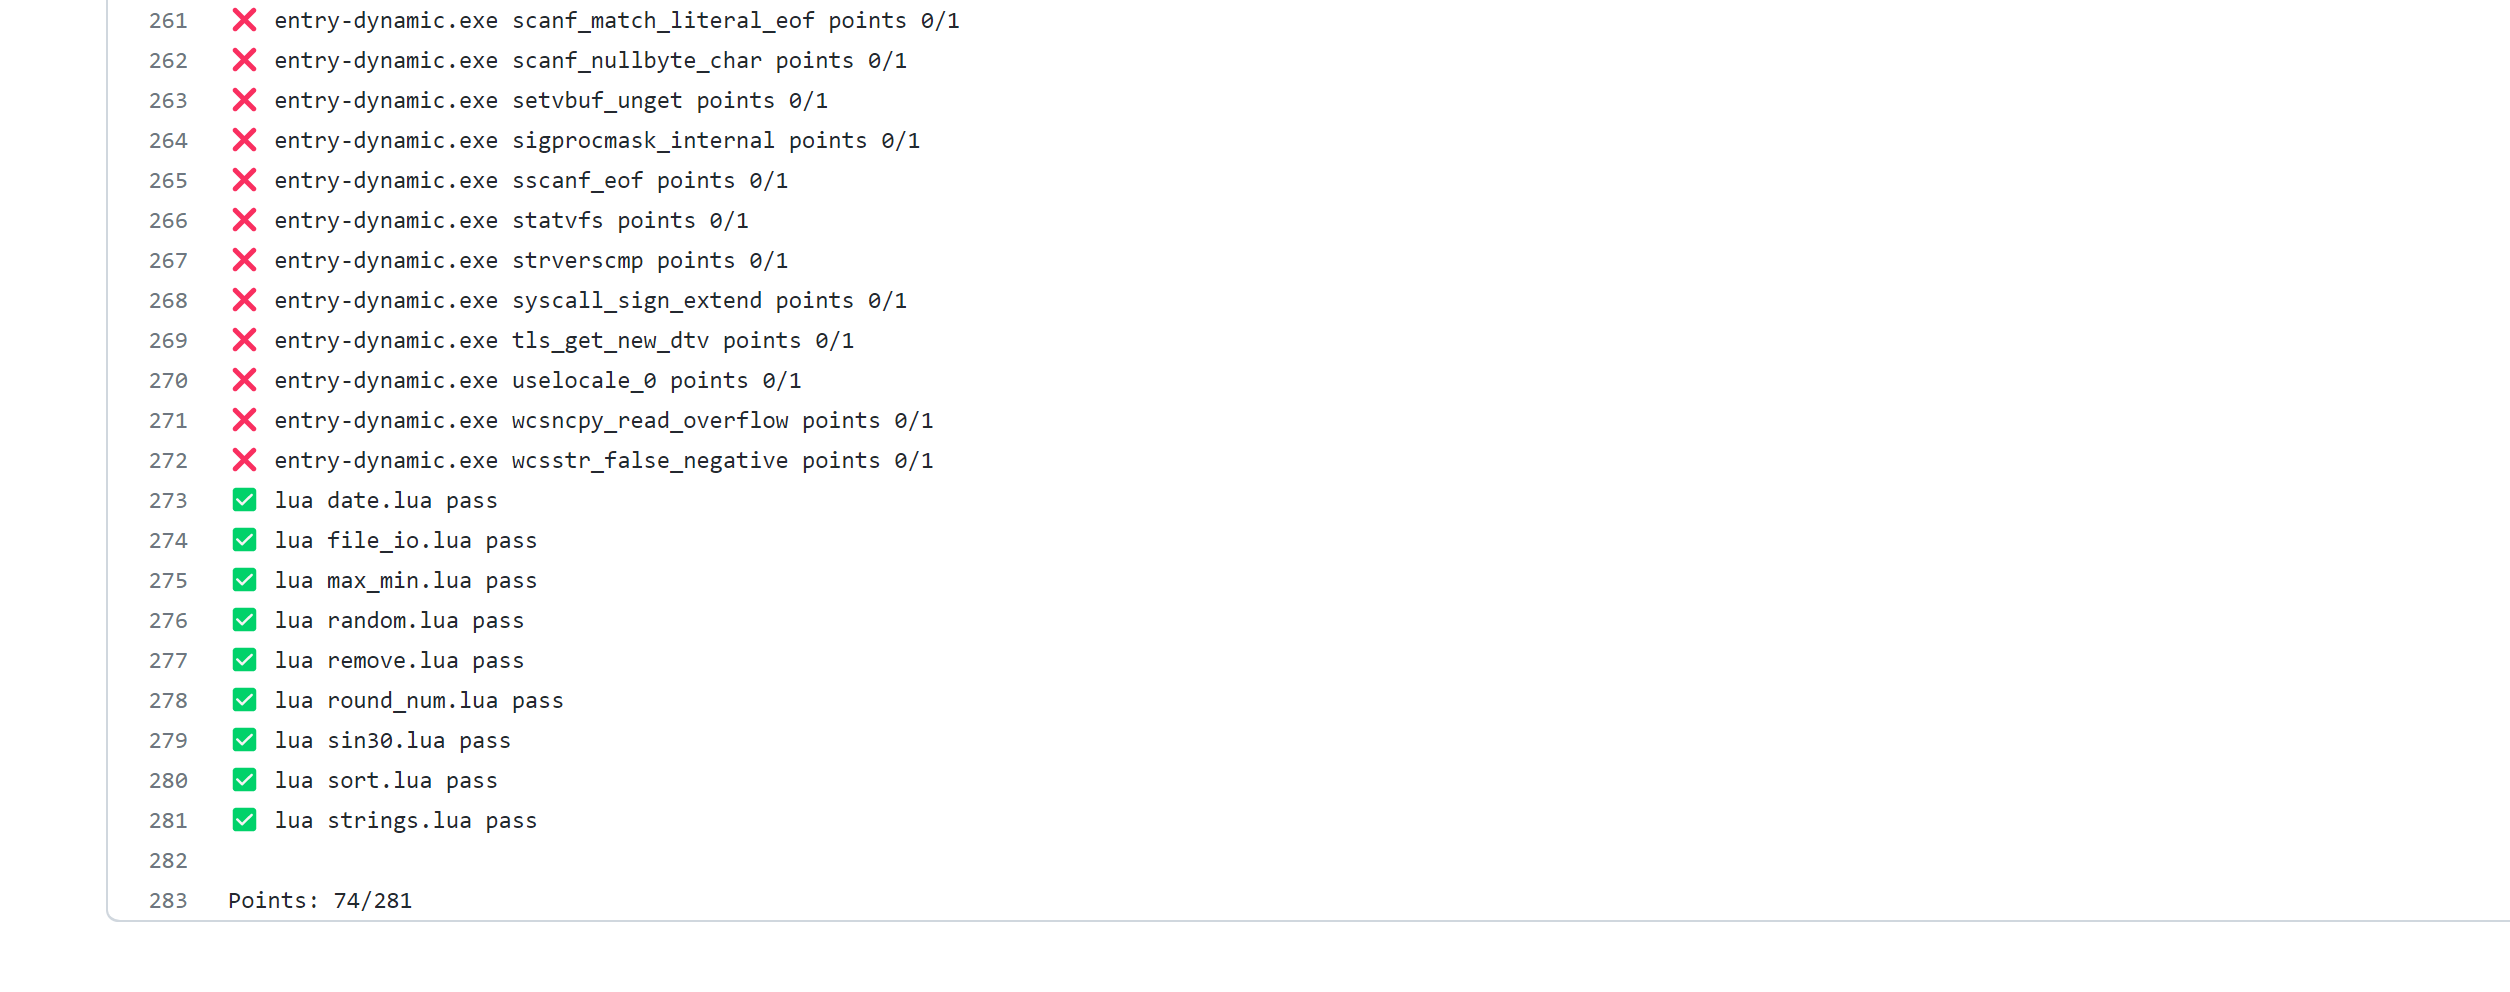 261 ❌ entry-dynamic.exe scanf_match_literal_eof points 0/1
262 ❌ entry-dynamic.exe scanf_nullbyte_char points 0/1
263 ❌ entry-dynamic.exe setvbuf_unget points 0/1
264 ❌ entry-dynamic.exe sigprocmask_internal points 0/1
265 ❌ entry-dynamic.exe sscanf_eof points 0/1
266 ❌ entry-dynamic.exe statvfs points 0/1
267 ❌ entry-dynamic.exe strverscmp points 0/1
268 ❌ entry-dynamic.exe syscall_sign_extend points 0/1
269 ❌ entry-dynamic.exe tls_get_new_dtv points 0/1
270 ❌ entry-dynamic.exe uselocale_0 points 0/1
271 ❌ entry-dynamic.exe wcsncpy_read_overflow points 0/1
272 ❌ entry-dynamic.exe wcsstr_false_negative points 0/1
273 ✅ lua date.lua pass
274 ✅ lua file_io.lua pass
275 ✅ lua max_min.lua pass
276 ✅ lua random.lua pass
277 ✅ lua remove.lua pass
278 ✅ lua round_num.lua pass
279 ✅ lua sin30.lua pass
280 ✅ lua sort.lua pass
281 ✅ lua strings.lua pass
282
283 Points: 74/281